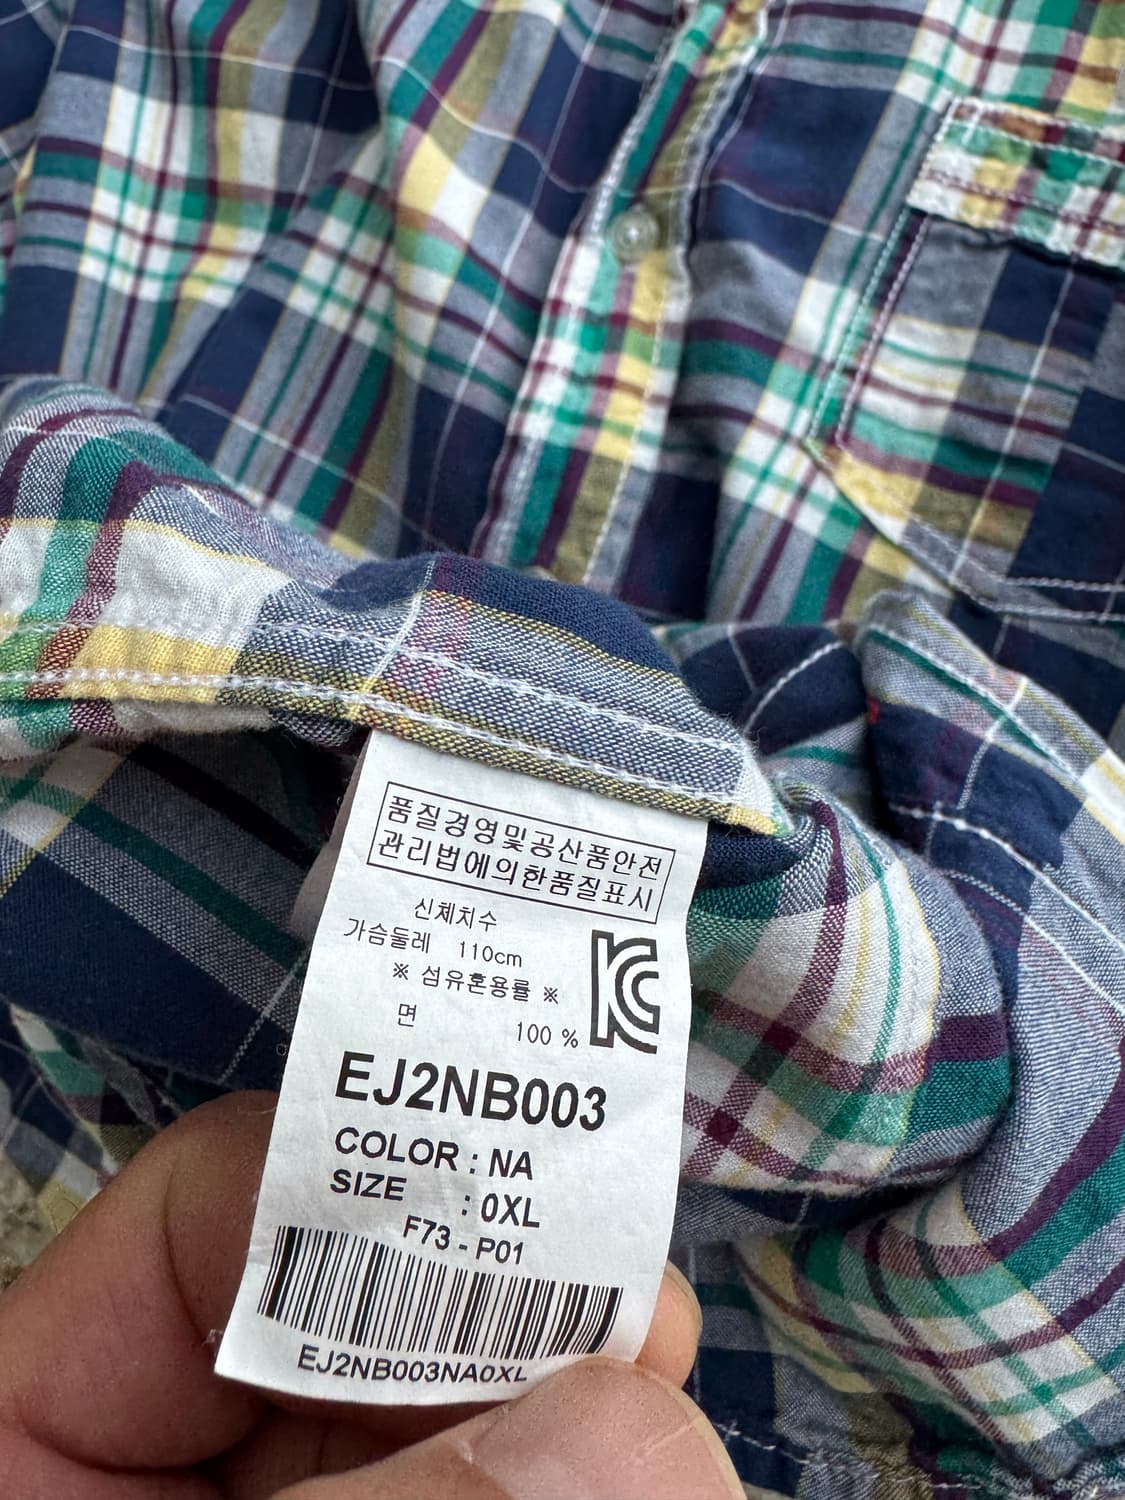 품질경영및공산품안전
관리법에의한품질표시
신체치수
가슴둘레 110cm
※ 섬유혼용률 ※
면 100 %
EJ2NB003
COLOR : NA
SIZE : 0XL
F73 - P01
EJ2NB003NA0XL